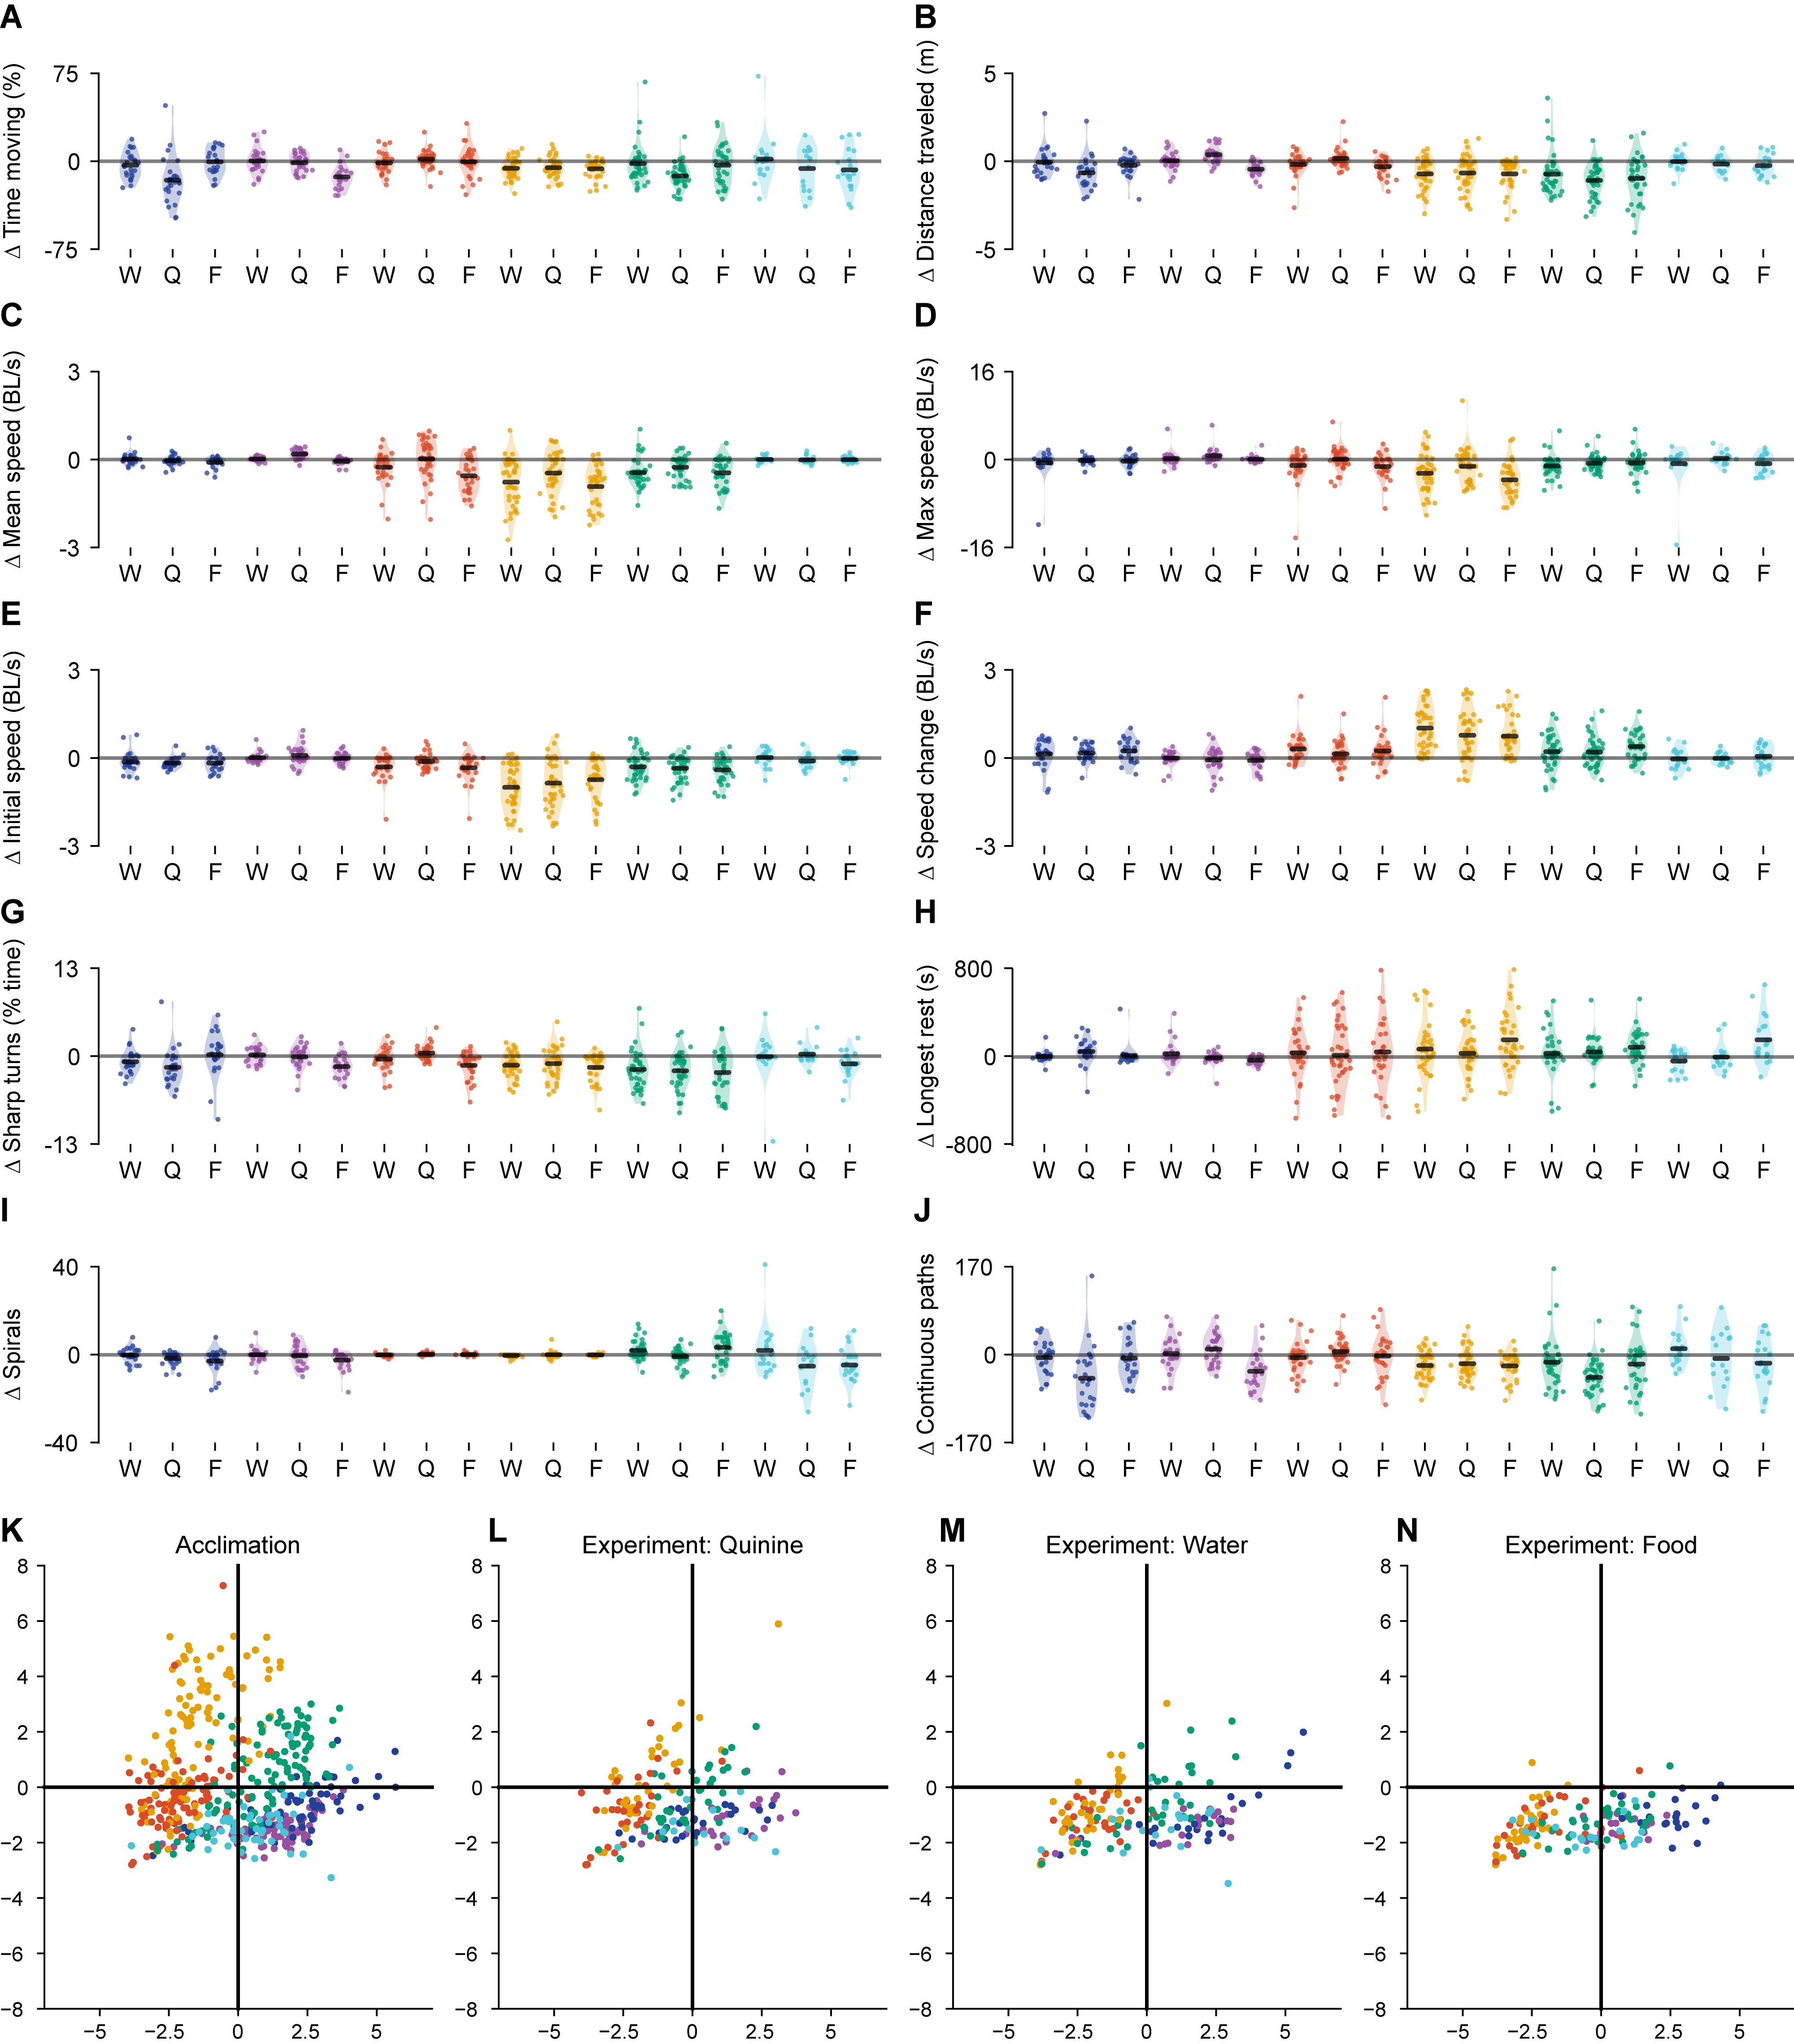 A
B
Δ Time moving (%)
75
0
-75
W Q F W Q F W Q F W Q F W Q F W Q F
Δ Distance traveled (m)
5
0
-5
W Q F W Q F W Q F W Q F W Q F W Q F
C
D
Δ Mean speed (BL/s)
3
0
-3
W Q F W Q F W Q F W Q F W Q F W Q F
Δ Max speed (BL/s)
16
0
-16
W Q F W Q F W Q F W Q F W Q F W Q F
E
F
Δ Initial speed (BL/s)
3
0
-3
W Q F W Q F W Q F W Q F W Q F W Q F
Δ Speed change (BL/s)
3
0
-3
W Q F W Q F W Q F W Q F W Q F W Q F
G
H
Δ Sharp turns (% time)
13
0
-13
W Q F W Q F W Q F W Q F W Q F W Q F
Δ Longest rest (s)
800
0
-800
W Q F W Q F W Q F W Q F W Q F W Q F
I
J
Δ Spirals
40
0
-40
W Q F W Q F W Q F W Q F W Q F W Q F
Δ Continuous paths
170
0
-170
W Q F W Q F W Q F W Q F W Q F W Q F
K
Acclimation
8
6
4
2
0
−2
−4
−6
−8
−5 −2.5 0 2.5 5
L
Experiment: Quinine
8
6
4
2
0
−2
−4
−6
−8
−5 −2.5 0 2.5 5
M
Experiment: Water
8
6
4
2
0
−2
−4
−6
−8
−5 −2.5 0 2.5 5
N
Experiment: Food
8
6
4
2
0
−2
−4
−6
−8
−5 −2.5 0 2.5 5